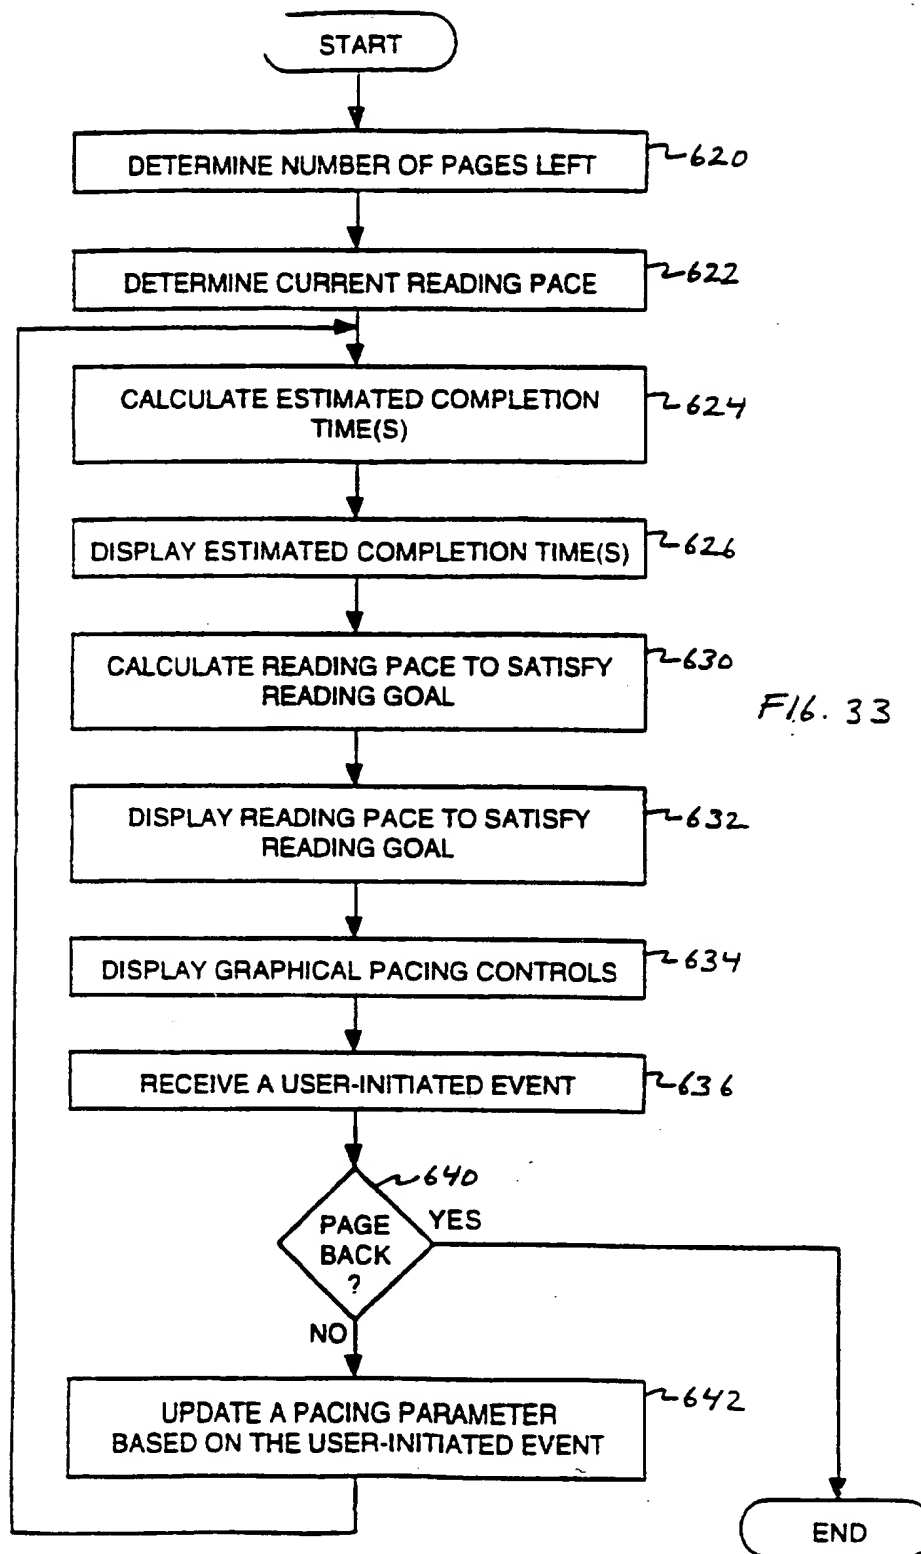 START
DETERMINE NUMBER OF PAGES LEFT
620
DETERMINE CURRENT READING PACE
622
CALCULATE ESTIMATED COMPLETION
TIME(S)
624
DISPLAY ESTIMATED COMPLETION TIME(S)
626
CALCULATE READING PACE TO SATISFY
READING GOAL
630
FIG. 33
DISPLAY READING PACE TO SATISFY
READING GOAL
632
DISPLAY GRAPHICAL PACING CONTROLS
634
RECEIVE A USER-INITIATED EVENT
636
640
PAGE
BACK
?
YES
NO
UPDATE A PACING PARAMETER
BASED ON THE USER-INITIATED EVENT
642
END